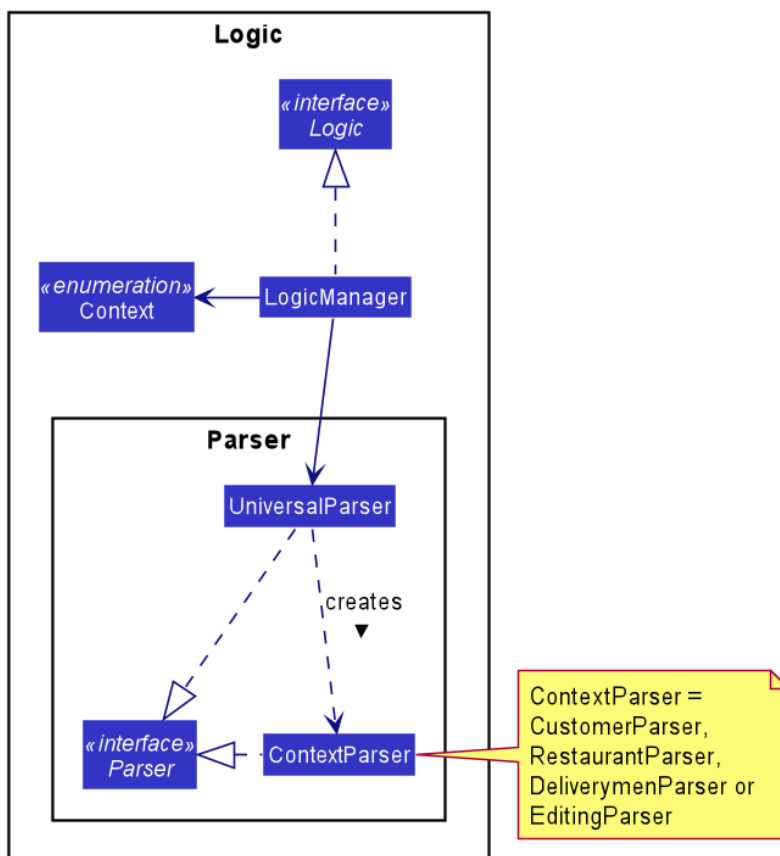 Logic
«interface»
Logic
«enumeration»
Context
LogicManager
Parser
UniversalParser
creates
«interface»
Parser
ContextParser
ContextParser =
CustomerParser,
RestaurantParser,
DeliverymenParser or
EditingParser